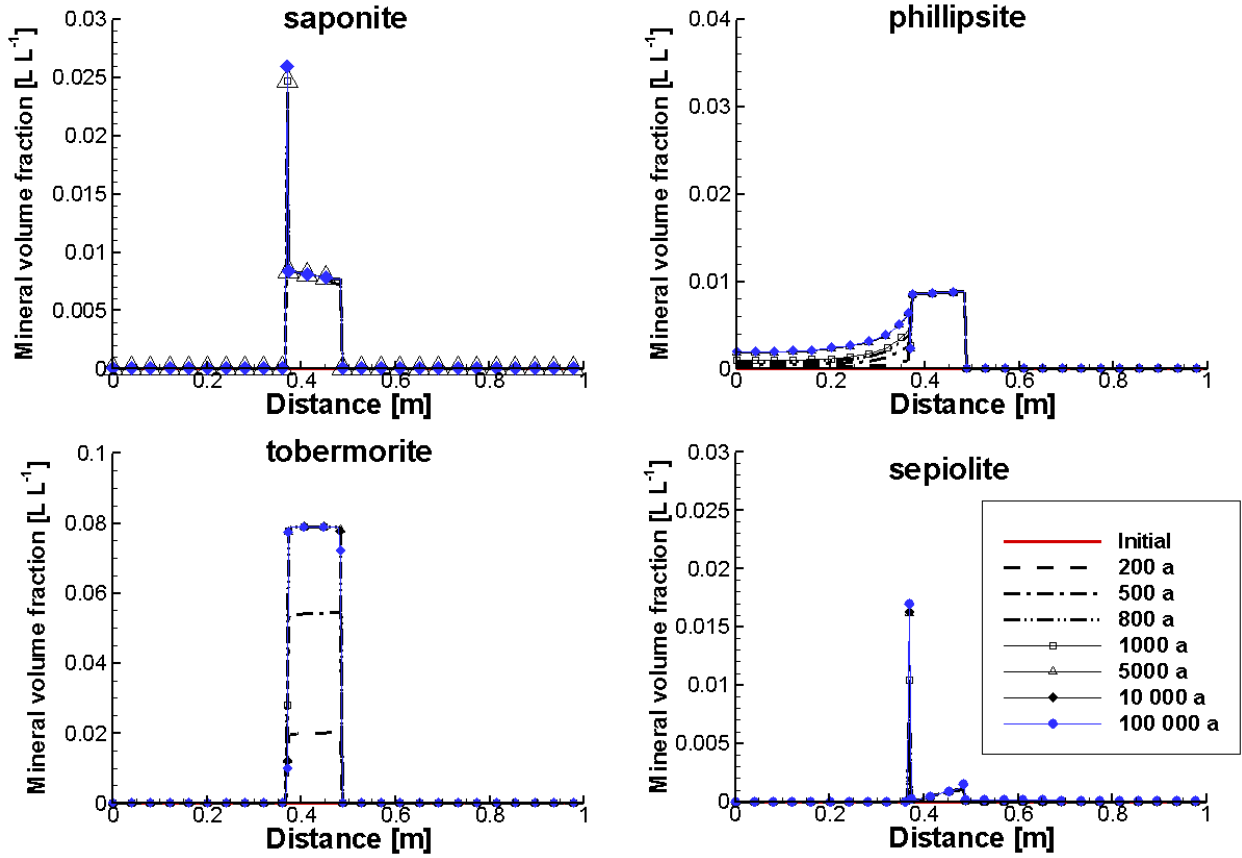 saponite
Mineral volume fraction [L L⁻¹]
0.03
0.025
0.02
0.015
0.01
0.005
0
0 0.2 0.4 0.6 0.8 1
Distance [m]
phillipsite
Mineral volume fraction [L L⁻¹]
0.04
0.03
0.02
0.01
0
0 0.2 0.4 0.6 0.8 1
Distance [m]
tobermorite
Mineral volume fraction [L L⁻¹]
0.1
0.08
0.06
0.04
0.02
0
0 0.2 0.4 0.6 0.8 1
Distance [m]
sepiolite
Mineral volume fraction [L L⁻¹]
0.03
0.025
0.02
0.015
0.01
0.005
0
0 0.2 0.4 0.6 0.8 1
Distance [m]
Initial
200 a
500 a
800 a
1000 a
5000 a
10 000 a
100 000 a